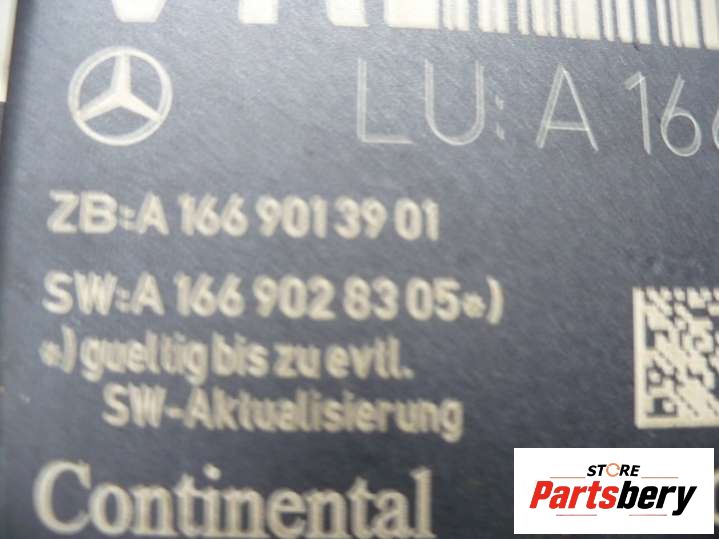 LU: A 166
ZB:A 166 901 39 01
SW:A 166 902 83 05*)
*) gueltig bis zu evtl.
SW-Aktualisierung
Continental
STORE
Partsbery